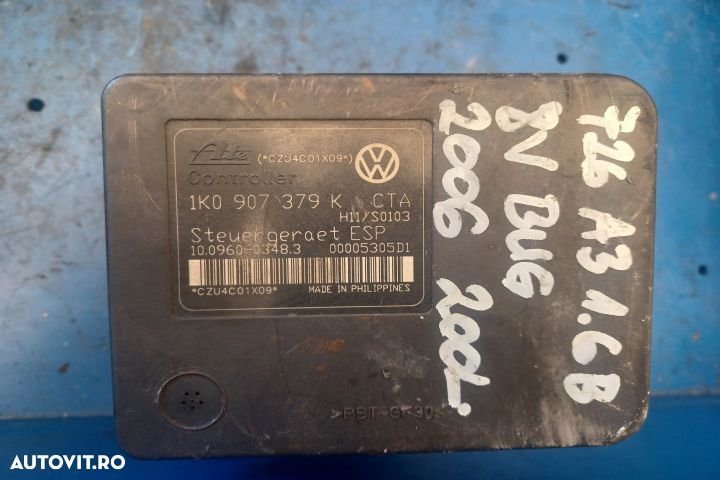 Ate (*CZU4C01X09*)
Controller
1K0 907 379 K CTA
H11/S0103
Steuergeraet ESP
10.0960-0348.3 00005305D1
*CZU4C01X09*
MADE IN PHILIPPINES
>PBT-GF30<
726 A3 1.6B
8V BUG
2006 200L.
AUTOVIT.RO